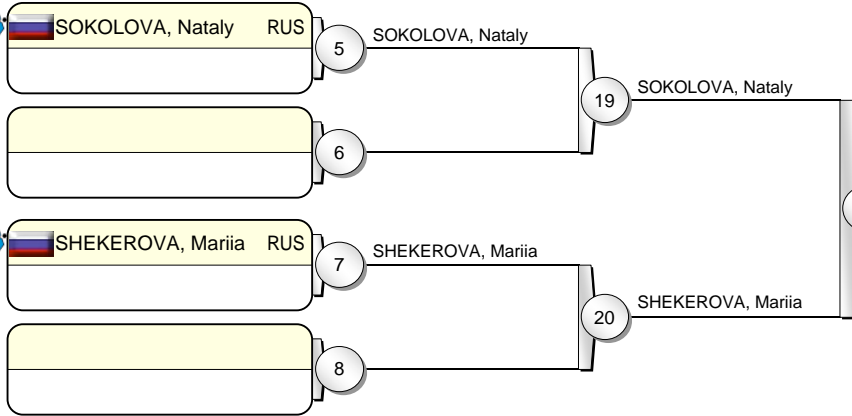 SOKOLOVA, Nataly RUS
5
SOKOLOVA, Nataly
19
SOKOLOVA, Nataly
6
SHEKEROVA, Mariia RUS
7
SHEKEROVA, Mariia
20
SHEKEROVA, Mariia
8